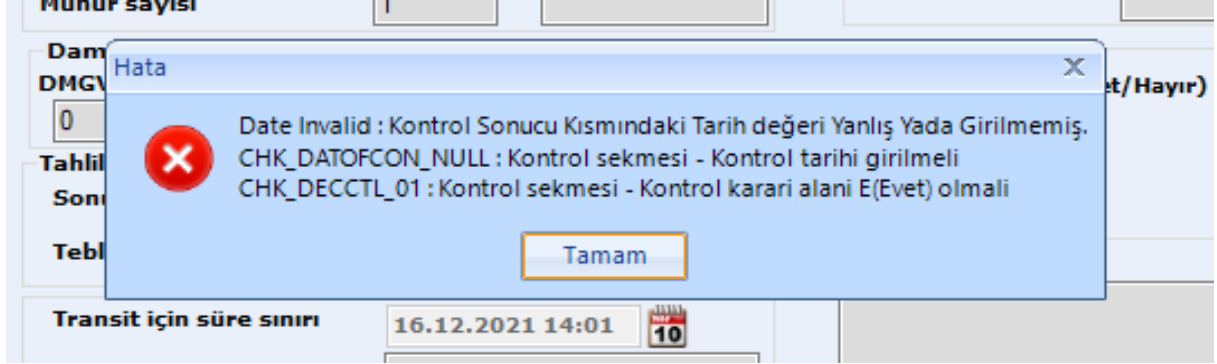 Mühür sayısı
1
Hata
Date Invalid : Kontrol Sonucu Kısmındaki Tarih değeri Yanlış Yada Girilmemiş.
CHK_DATOFCON_NULL : Kontrol sekmesi - Kontrol tarihi girilmeli
CHK_DECCTL_01 : Kontrol sekmesi - Kontrol karari alani E(Evet) olmali
Tamam
Dam
DMGV
et/Hayır)
0
Tahlil
Son
Tebl
Transit için süre sınırı
16.12.2021 14:01
10